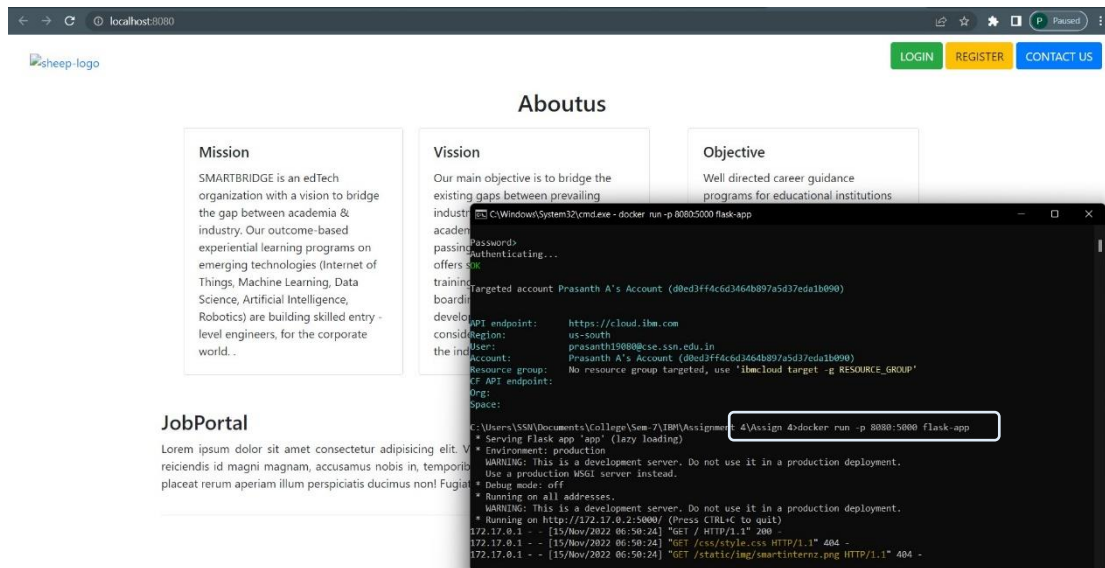 localhost:8080
P Paused
sheep-logo
LOGIN
REGISTER
CONTACT US
Aboutus
Mission
SMARTBRIDGE is an edTech
organization with a vision to bridge
the gap between academia &
industry. Our outcome-based
experiential learning programs on
emerging technologies (Internet of
Things, Machine Learning, Data
Science, Artificial Intelligence,
Robotics) are building skilled entry -
level engineers, for the corporate
world. .
Vission
Our main objective is to bridge the
existing gaps between prevailing
industr
academ
passing
offers s
training
boardin
develop
consid
the ind
Objective
Well directed career guidance
programs for educational institutions
JobPortal
Lorem ipsum dolor sit amet consectetur adipisicing elit. V
reiciendis id magni magnam, accusamus nobis in, temporib
placeat rerum aperiam illum perspiciatis ducimus non! Fugiat
C:\Windows\System32\cmd.exe - docker run -p 8080:5000 flask-app
Password>
Authenticating...
OK
Targeted account Prasanth A's Account (d0ed3ff4c6d3464b897a5d37eda1b090)
API endpoint: https://cloud.ibm.com
Region: us-south
User: prasanth19080@cse.ssn.edu.in
Account: Prasanth A's Account (d0ed3ff4c6d3464b897a5d37eda1b090)
Resource group: No resource group targeted, use 'ibmcloud target -g RESOURCE_GROUP'
CF API endpoint:
Org:
Space:
C:\Users\SSN\Documents\College\Sem-7\IBM\Assignment 4\Assign 4>docker run -p 8080:5000 flask-app
* Serving Flask app 'app' (lazy loading)
* Environment: production
WARNING: This is a development server. Do not use it in a production deployment.
Use a production WSGI server instead.
* Debug mode: off
* Running on all addresses.
WARNING: This is a development server. Do not use it in a production deployment.
* Running on http://172.17.0.2:5000/ (Press CTRL+C to quit)
172.17.0.1 - - [15/Nov/2022 06:50:24] "GET / HTTP/1.1" 200 -
172.17.0.1 - - [15/Nov/2022 06:50:24] "GET /css/style.css HTTP/1.1" 404 -
172.17.0.1 - - [15/Nov/2022 06:50:24] "GET /static/img/smartinternz.png HTTP/1.1" 404 -